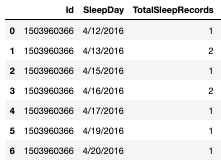 Id SleepDay TotalSleepRecords
0 1503960366 4/12/2016 1
1 1503960366 4/13/2016 2
2 1503960366 4/15/2016 1
3 1503960366 4/16/2016 2
4 1503960366 4/17/2016 1
5 1503960366 4/19/2016 1
6 1503960366 4/20/2016 1